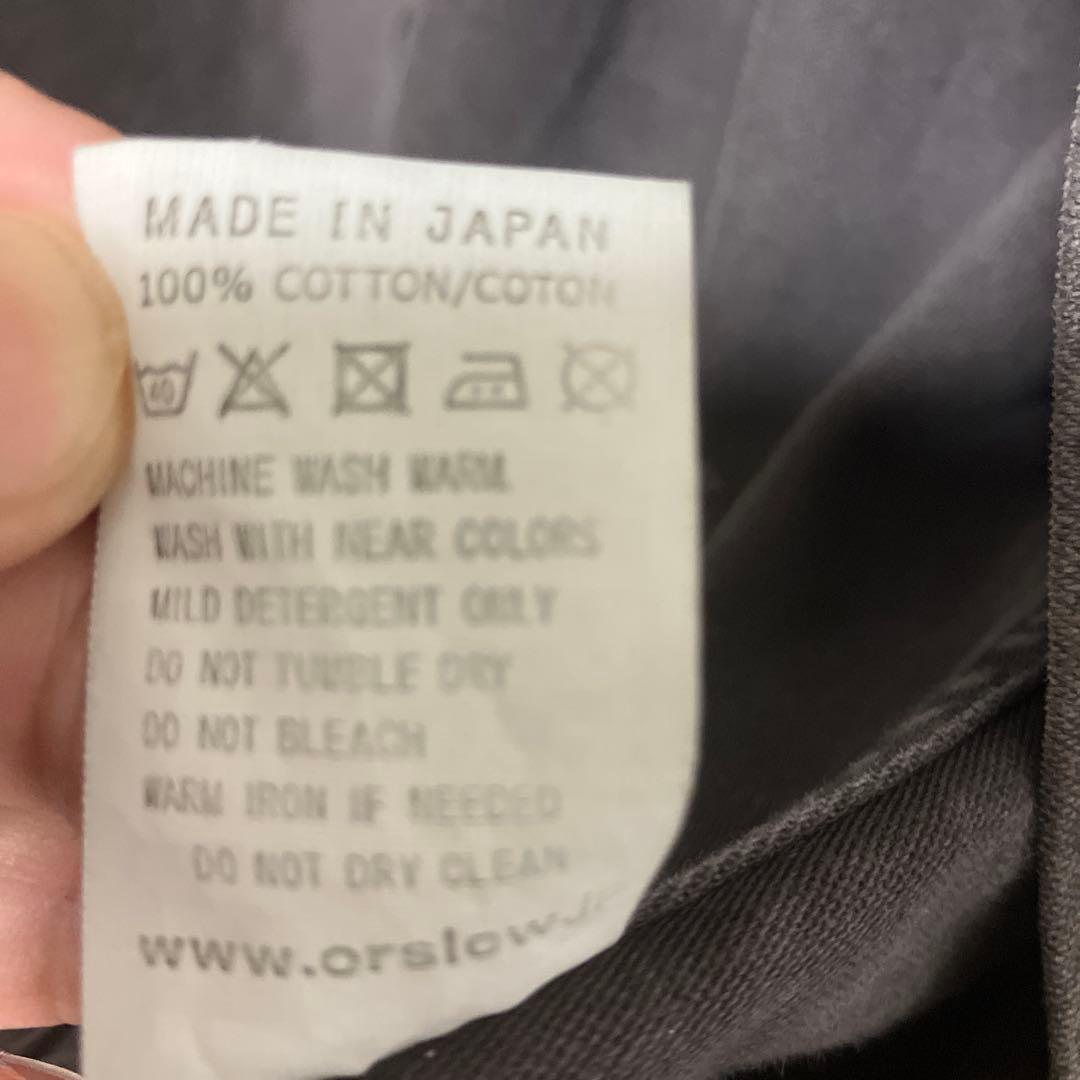 MADE IN JAPAN
100% COTTON/COTON
40
MACHINE WASH WARM
WASH WITH NEAR COLORS
MILD DETERGENT ONLY
DO NOT TUMBLE DRY
DO NOT BLEACH
WARM IRON IF NEEDED
DO NOT DRY CLEAN
www.orslow.j